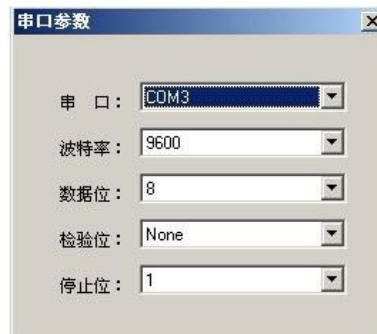 串口参数
串 口： COM3
波特率： 9600
数据位： 8
检验位： None
停止位： 1